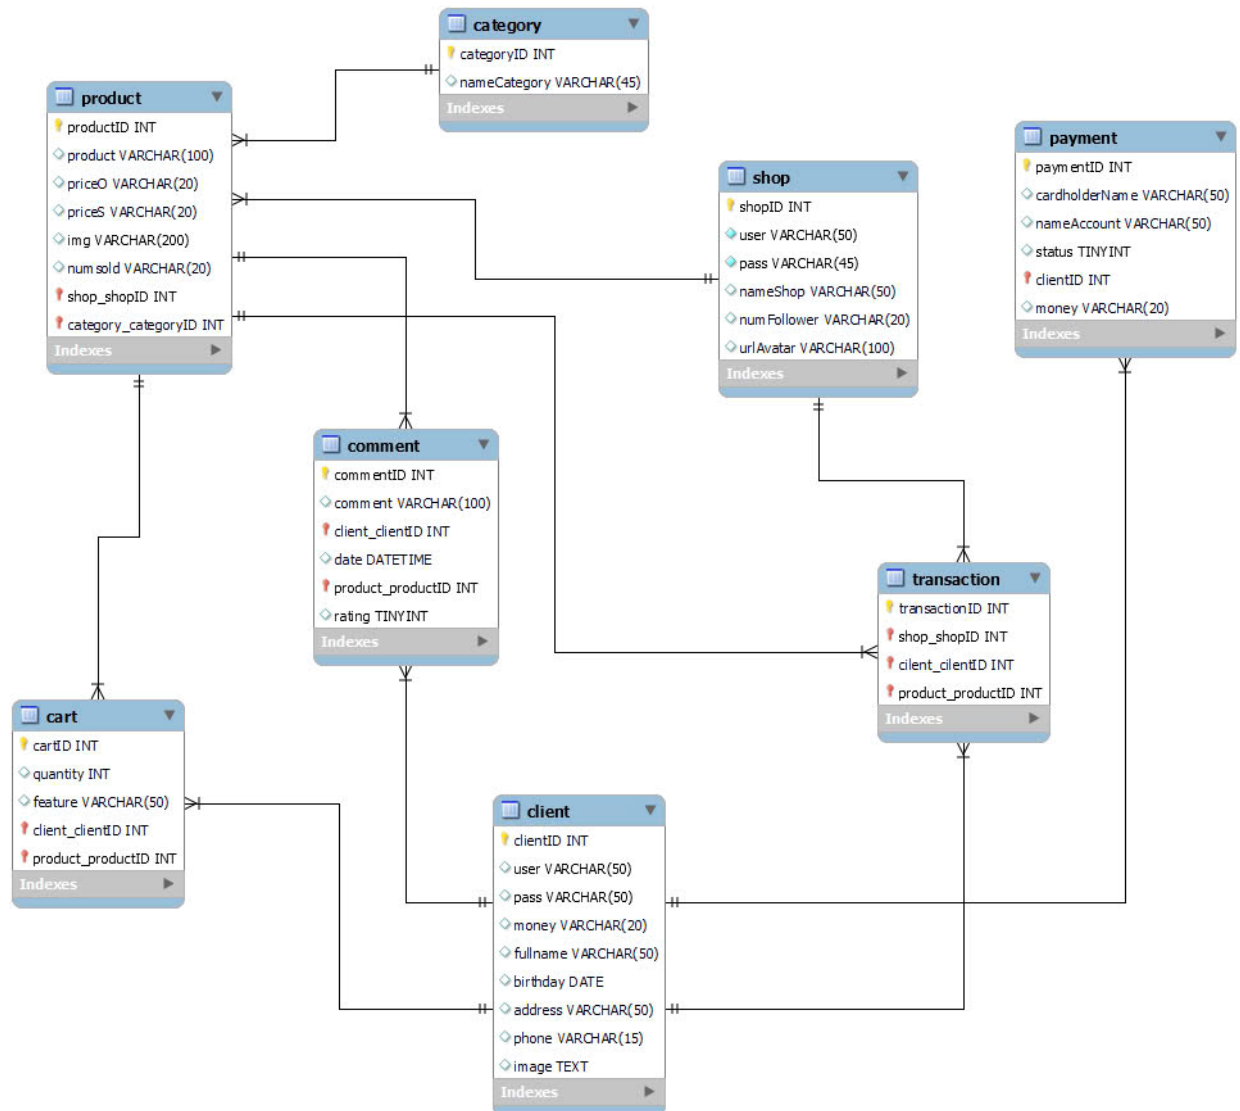 category
categoryID INT
nameCategory VARCHAR(45)
Indexes
product
productID INT
product VARCHAR(100)
priceO VARCHAR(20)
priceS VARCHAR(20)
img VARCHAR(200)
numsold VARCHAR(20)
shop_shopID INT
category_categoryID INT
Indexes
shop
shopID INT
user VARCHAR(50)
pass VARCHAR(45)
nameShop VARCHAR(50)
numFollower VARCHAR(20)
urlAvatar VARCHAR(100)
Indexes
payment
paymentID INT
cardholderName VARCHAR(50)
nameAccount VARCHAR(50)
status TINYINT
clientID INT
money VARCHAR(20)
Indexes
comment
commentID INT
comment VARCHAR(100)
client_clientID INT
date DATETIME
product_productID INT
rating TINYINT
Indexes
transaction
transactionID INT
shop_shopID INT
cilent_cilentID INT
product_productID INT
Indexes
cart
cartID INT
quantity INT
feature VARCHAR(50)
client_clientID INT
product_productID INT
Indexes
client
clientID INT
user VARCHAR(50)
pass VARCHAR(50)
money VARCHAR(20)
fullname VARCHAR(50)
birthday DATE
address VARCHAR(50)
phone VARCHAR(15)
image TEXT
Indexes